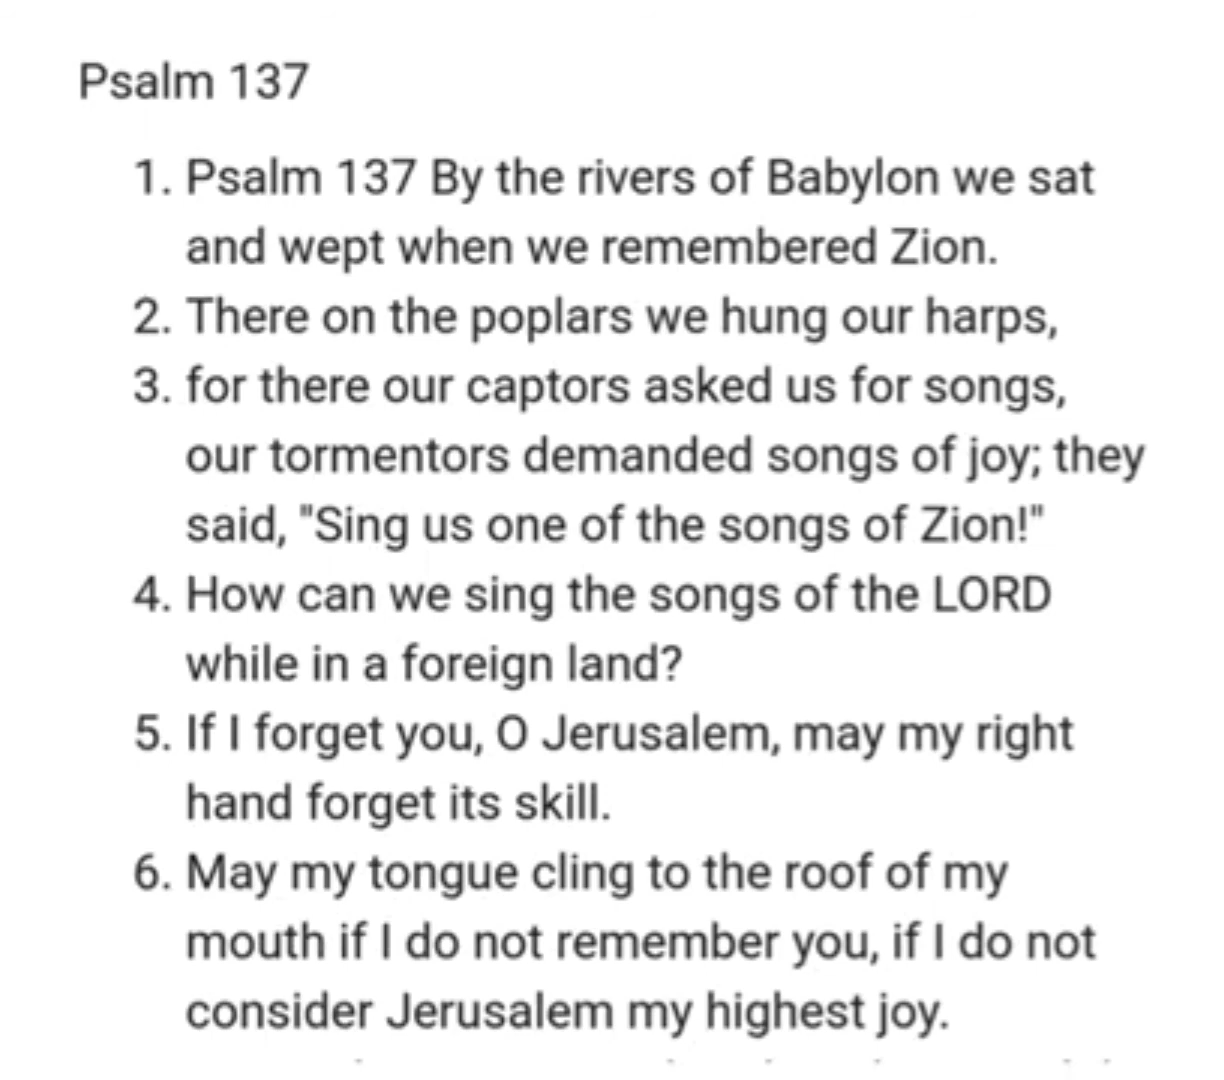 Psalm 137
1. Psalm 137 By the rivers of Babylon we sat
and wept when we remembered Zion.
2. There on the poplars we hung our harps,
3. for there our captors asked us for songs,
our tormentors demanded songs of joy; they
said, "Sing us one of the songs of Zion!"
4. How can we sing the songs of the LORD
while in a foreign land?
5. If I forget you, O Jerusalem, may my right
hand forget its skill.
6. May my tongue cling to the roof of my
mouth if I do not remember you, if I do not
consider Jerusalem my highest joy.